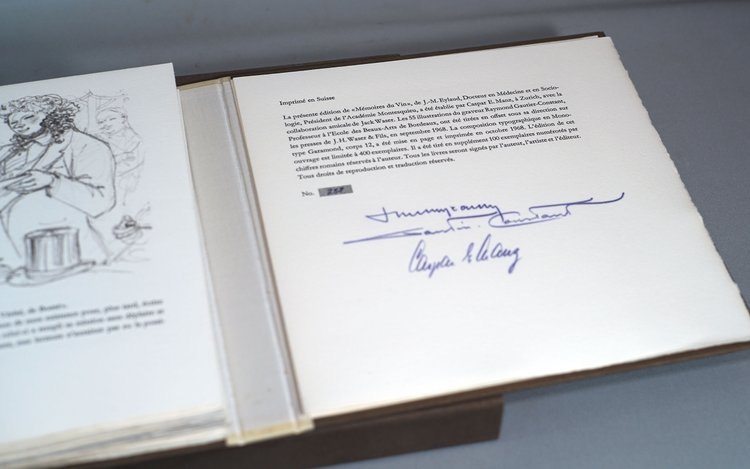 Imprimé en Suisse
La présente édition de «Mémoires du Vin», de J.-M. Eylaud, Docteur en Médecine et en Socio-
logie, Président de l'Académie Montesquieu, a été établie par Caspar E. Manz, à Zurich, avec la
collaboration amicale de Jack Waser. Les 55 illustrations du graveur Raymond Gautier-Constant,
Professeur à l'Ecole des Beaux-Arts de Bordeaux, ont été tirées en offset sous sa direction sur
les presses de J. H. Waser & Fils, en septembre 1968. La composition typographique en Mono-
type Garamond, corps 12, a été mise en page et imprimée en octobre 1968. L'édition de cet
ouvrage est limitée à 400 exemplaires. Il a été tiré en supplément 100 exemplaires numérotés par
chiffres romains réservés à l'auteur. Tous les livres seront signés par l'auteur, l'artiste et l'éditeur.
Tous droits de reproduction et traduction réservés.
No.
Gautier-Constant
Caspar E Manz